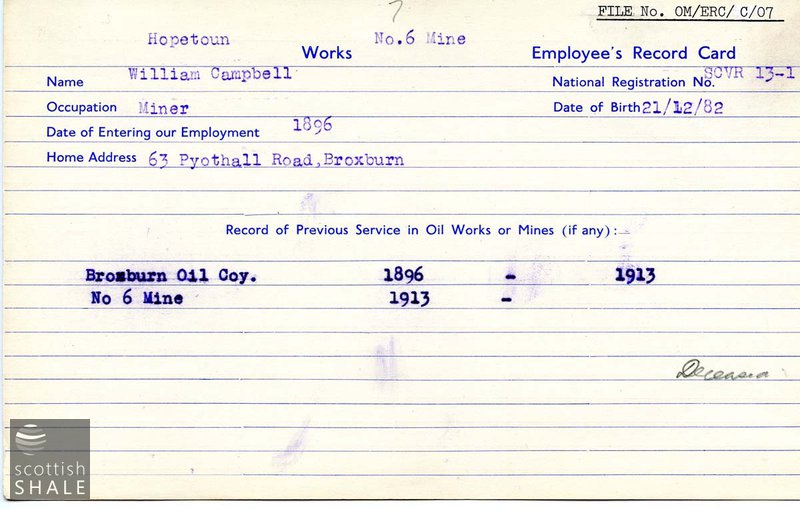 FILE No. OM/ERC/ C/07
Hopetoun Works No.6 Mine Employee's Record Card
Name William Campbell National Registration No. SCVR 13-1
Occupation Miner Date of Birth 21/12/82
Date of Entering our Employment 1896
Home Address 63 Pyothall Road,Broxburn
Record of Previous Service in Oil Works or Mines (if any):—
Broxburn Oil Coy. 1896 - 1913
No 6 Mine 1913 -
Deceased
scottish
SHALE